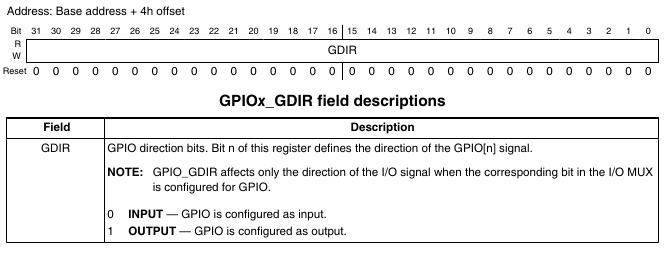 Address: Base address + 4h offset
Bit 31 30 29 28 27 26 25 24 23 22 21 20 19 18 17 16 15 14 13 12 11 10 9 8 7 6 5 4 3 2 1 0
R
GDIR
W
Reset 0 0 0 0 0 0 0 0 0 0 0 0 0 0 0 0 0 0 0 0 0 0 0 0 0 0 0 0 0 0 0 0
GPIOx_GDIR field descriptions
Field Description
GDIR GPIO direction bits. Bit n of this register defines the direction of the GPIO[n] signal.
NOTE: GPIO_GDIR affects only the direction of the I/O signal when the corresponding bit in the I/O MUX
is configured for GPIO.
0 INPUT — GPIO is configured as input.
1 OUTPUT — GPIO is configured as output.